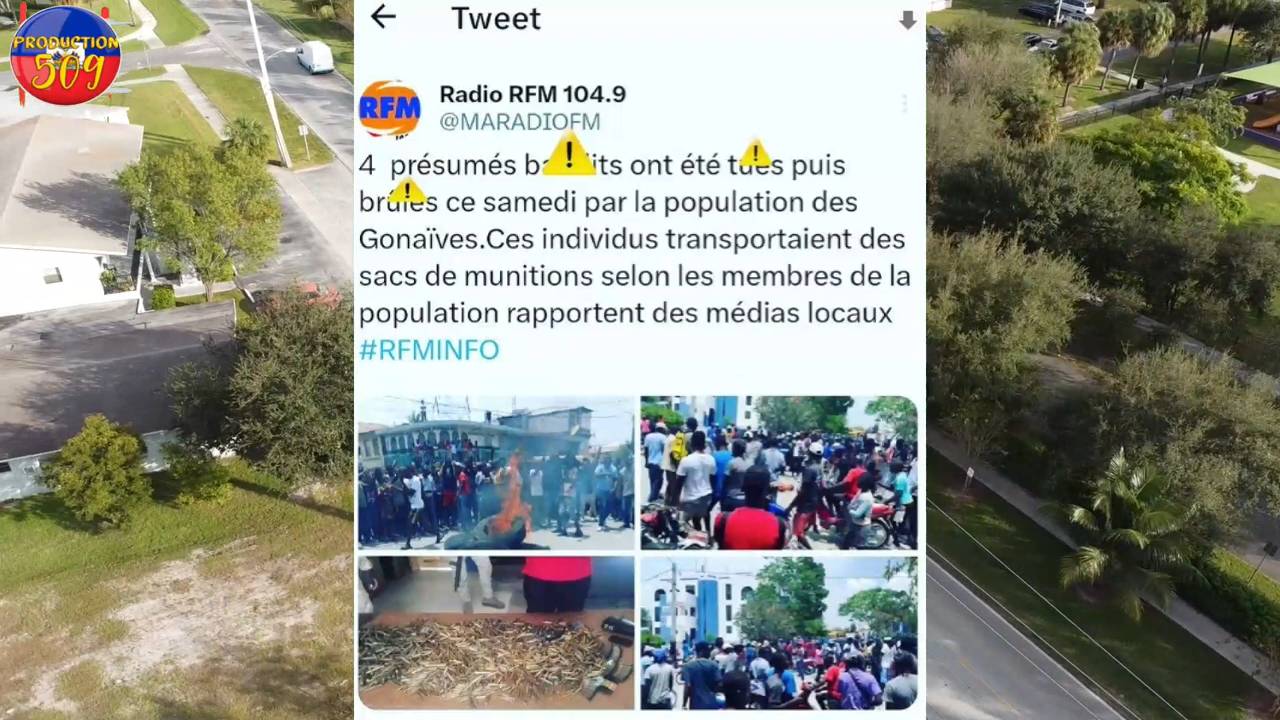 PRODUCTION
509
Tweet
RFM
Radio RFM 104.9
@MARADIOFM
4 présumés ont été puis
ce samedi par la population des
Gonaïves.Ces individus transportaient des
sacs de munitions selon les membres de la
population rapportent des médias locaux
#RFMINFO